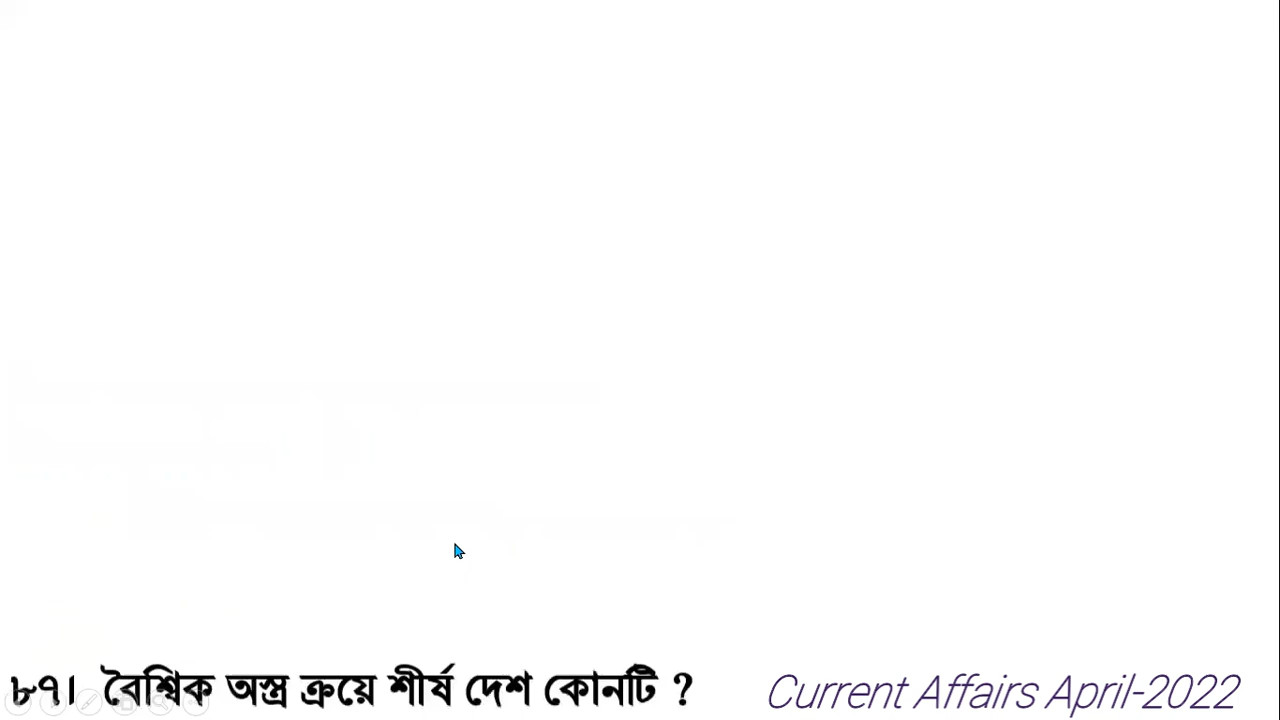 ৮৭। বৈশ্বিক অস্ত্র ক্রয়ে শীর্ষ দেশ কোনটি ? Current Affairs April-2022